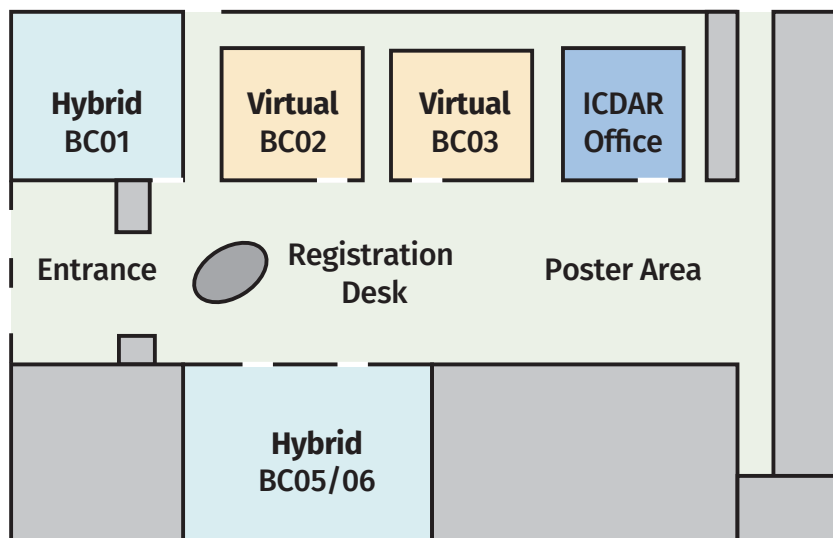 Hybrid
BC01
Virtual
BC02
Virtual
BC03
ICDAR
Office
Entrance
Registration
Desk
Poster Area
Hybrid
BC05/06